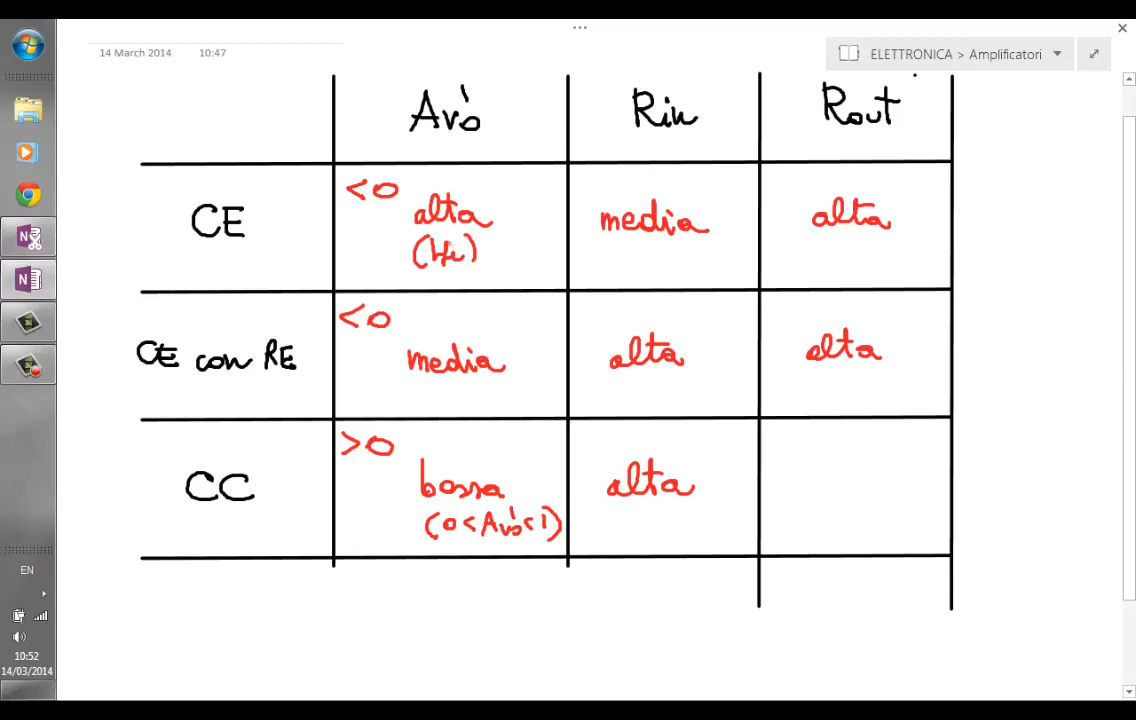 14 March 2014 10:47
ELETTRONICA > Amplificatori
Avo' Rin Rout
CE <0 alta media alta
(hfe)
CE con RE <0 media alta alta
CC >0 bassa alta
(0<Avo'<1)
EN
10:52
14/03/2014